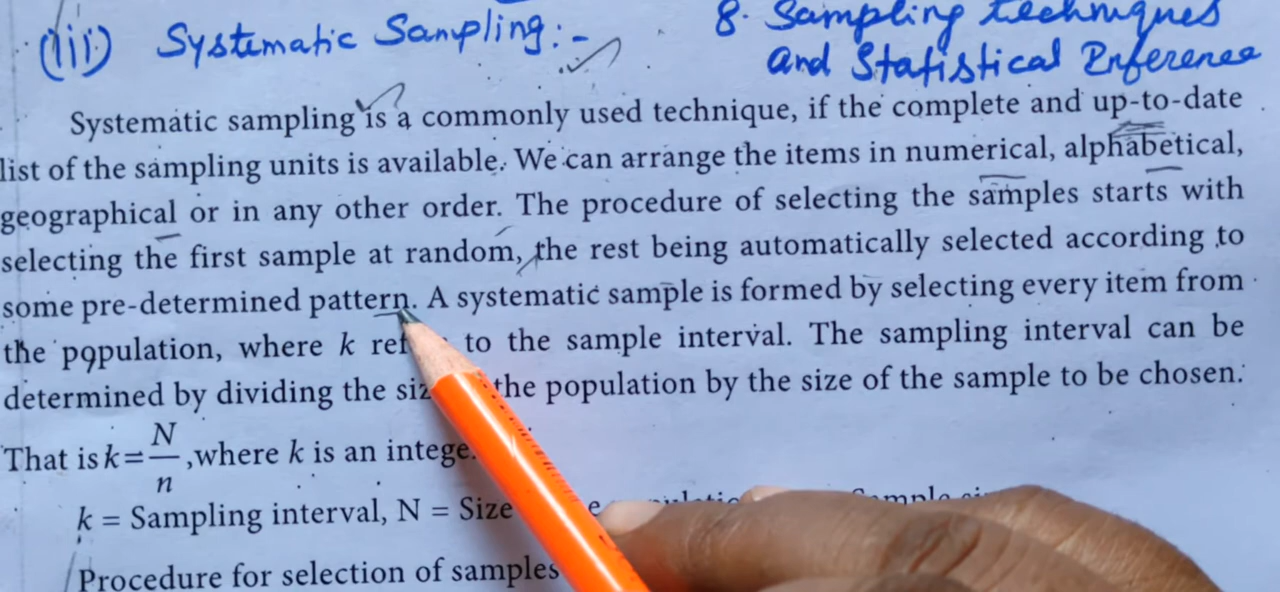 (iii) Systematic Sampling:-
8. Sampling techniques
and Statistical Inference
Systematic sampling is a commonly used technique, if the complete and up-to-date
list of the sampling units is available. We can arrange the items in numerical, alphabetical,
geographical or in any other order. The procedure of selecting the samples starts with
selecting the first sample at random, the rest being automatically selected according to
some pre-determined pattern. A systematic sample is formed by selecting every item from
the population, where k to the sample interval. The sampling interval can be
determined by dividing the the population by the size of the sample to be chosen.
That is k = N/n ,where k is an
k = Sampling interval, N = Size
Procedure for selection of samples